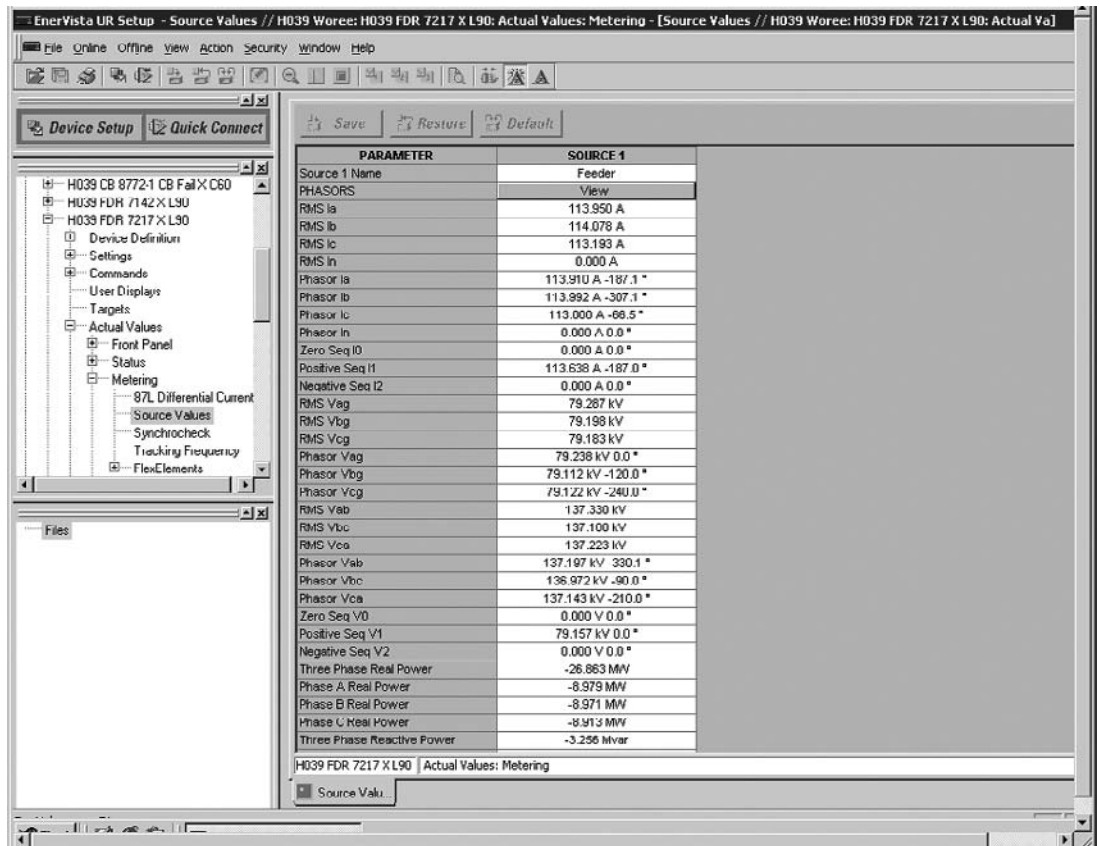 EnerVista UR Setup - Source Values // H039 Woree: H039 FDR 7217 X L90: Actual Values: Metering - [Source Values // H039 Woree: H039 FDR 7217 X L90: Actual Va]
File Online Offline View Action Security Window Help
Device Setup Quick Connect
H039 CB 8772-1 CB Fail X C60
H039 FDR 7142 X L90
H039 FDR 7217 X L90
Device Definition
Settings
Commands
User Displays
Targets
Actual Values
Front Panel
Status
Metering
87L Differential Current
Source Values
Synchrocheck
Tracking Frequency
FlexElements
Files
Save Restore Default
PARAMETER SOURCE 1
Source 1 Name Feeder
PHASORS View
RMS Ia 113.950 A
RMS Ib 114.078 A
RMS Ic 113.193 A
RMS In 0.000 A
Phasor Ia 113.910 A -187.1 °
Phasor Ib 113.992 A -307.1 °
Phasor Ic 113.000 A -66.5 °
Phasor In 0.000 A 0.0 °
Zero Seq I0 0.000 A 0.0 °
Positive Seq I1 113.638 A -187.0 °
Negative Seq I2 0.000 A 0.0 °
RMS Vag 79.287 kV
RMS Vbg 79.198 kV
RMS Vcg 79.183 kV
Phasor Vag 79.238 kV 0.0 °
Phasor Vbg 79.112 kV -120.0 °
Phasor Vcg 79.122 kV -240.0 °
RMS Vab 137.330 kV
RMS Vbc 137.100 kV
RMS Vca 137.223 kV
Phasor Vab 137.197 kV 330.1 °
Phasor Vbc 136.972 kV -90.0 °
Phasor Vca 137.143 kV -210.0 °
Zero Seq V0 0.000 V 0.0 °
Positive Seq V1 79.157 kV 0.0 °
Negative Seq V2 0.000 V 0.0 °
Three Phase Real Power -26.863 MW
Phase A Real Power -8.979 MW
Phase B Real Power -8.971 MW
Phase C Real Power -8.913 MW
Three Phase Reactive Power -3.256 Mvar
H039 FDR 7217 X L90 Actual Values: Metering
Source Valu...